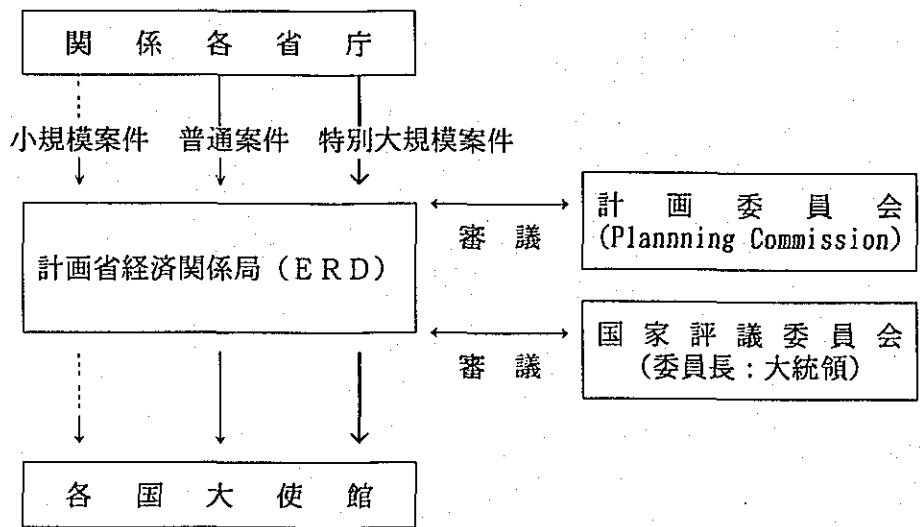 関係各省庁
小規模案件 普通案件 特別大規模案件
計画委員会
(Plannning Commission)
審議
計画省経済関係局(ERD)
国家評議委員会
(委員長:大統領)
審議
各国大使館